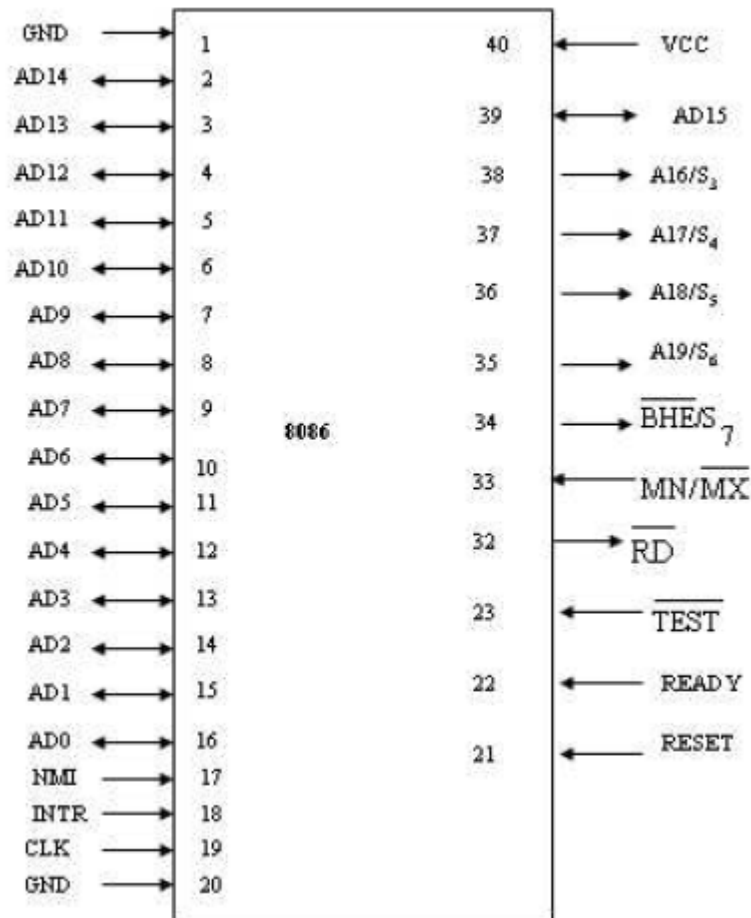 GND 1 40 VCC
AD14 2
AD13 3 39 AD15
AD12 4 38 A16/S3
AD11 5 37 A17/S4
AD10 6
AD9 7 36 A18/S5
AD8 8 35 A19/S6
AD7 9 34 BHE/S7
8086
AD6 10 33 MN/MX
AD5 11
AD4 12 32 RD
AD3 13 23 TEST
AD2 14
AD1 15 22 READY
AD0 16 21 RESET
NMI 17
INTR 18
CLK 19
GND 20